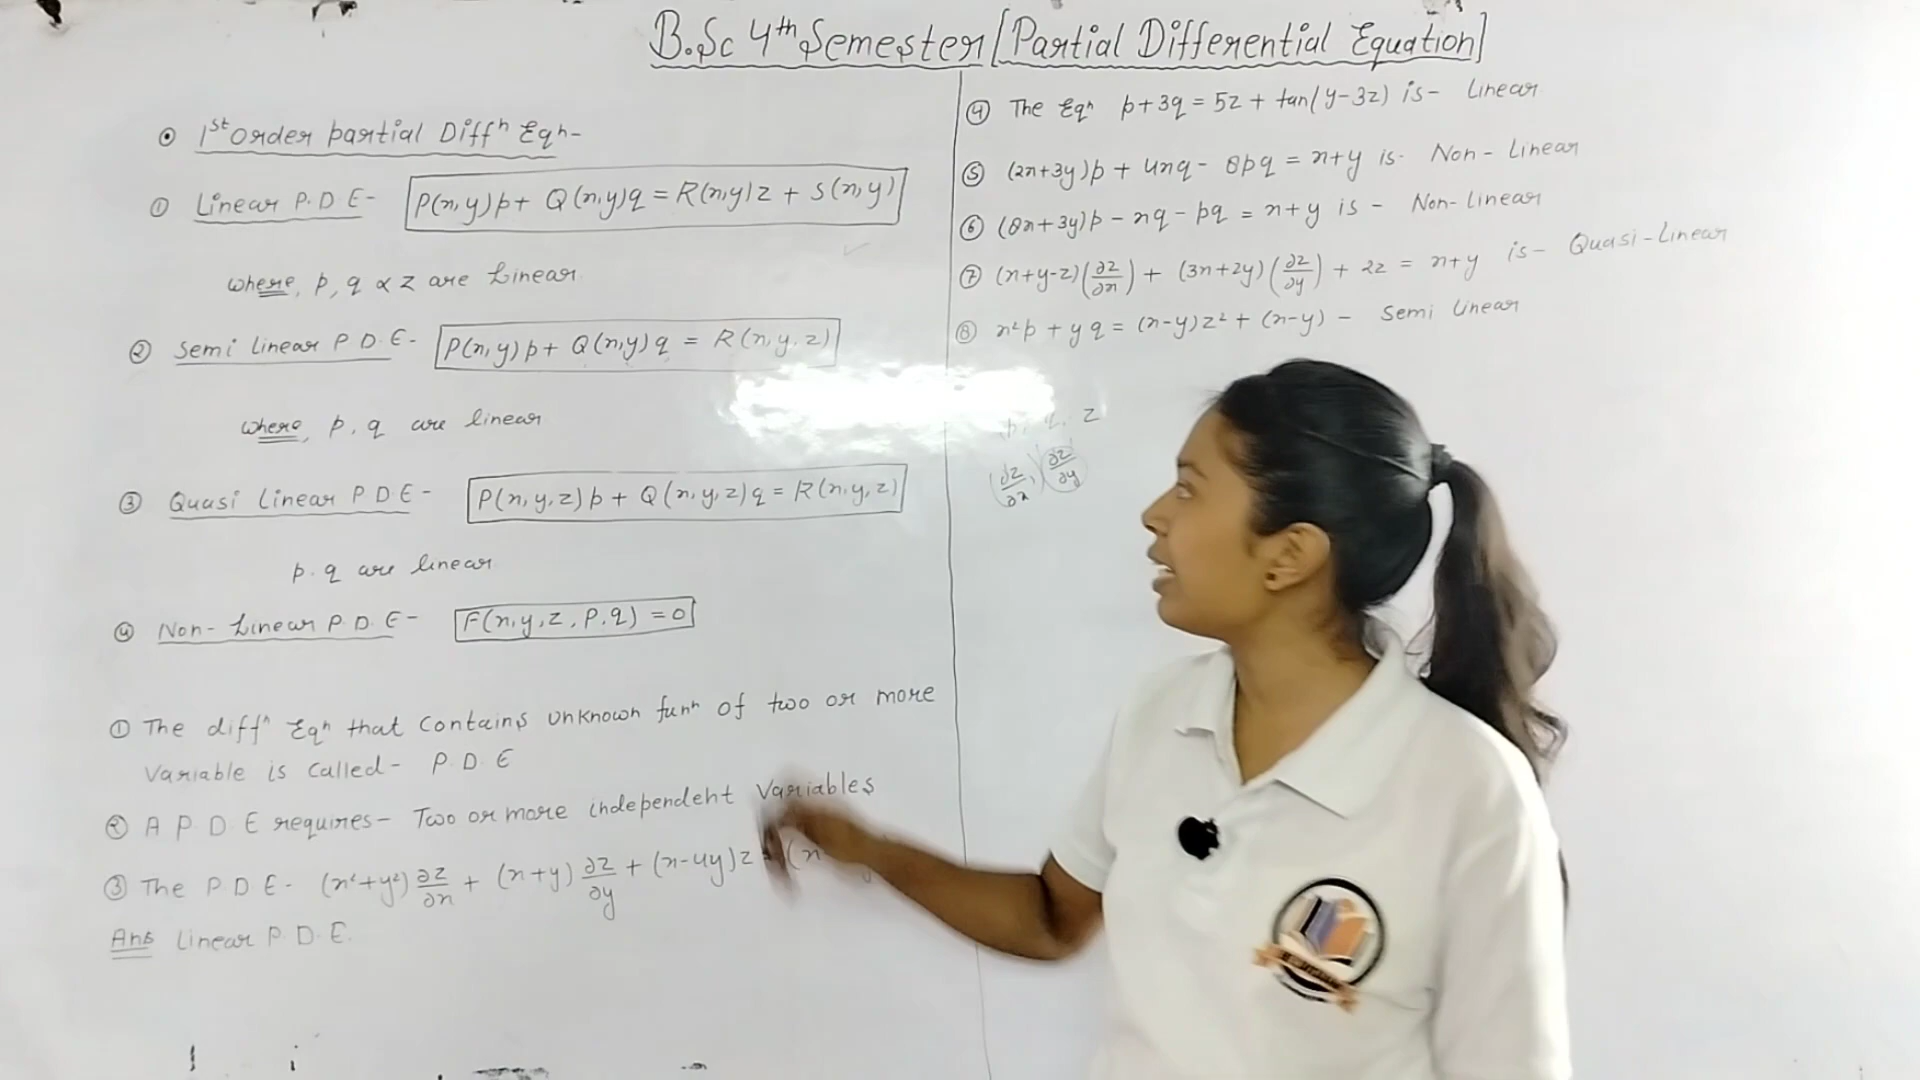 B.Sc 4th Semester [Partial Differential Equation]
⊙ 1st order partial Diffⁿ Eqⁿ-
① Linear P.D.E- P(x,y)p + Q(x,y)q = R(x,y)z + S(x,y)
where, p, q & z are Linear.
② Semi linear P.D.E- P(x,y)p + Q(x,y)q = R(x,y,z)
where, p, q are linear
③ Quasi Linear P.D.E- P(x,y,z)p + Q(x,y,z)q = R(x,y,z)
p.q are linear
④ Non-Linear P.D.E- F(x,y,z,p,q) = 0
① The diffⁿ Eqⁿ that Contains unknown funⁿ of two or more
Variable is Called- P.D.E
② A P.D.E requires- Two or more independent Variables
③ The P.D.E- (x²+y²) ∂z/∂x + (x+y) ∂z/∂y + (x-4y)z = (x
Ans Linear P.D.E.
④ The Eqⁿ p+3q = 5z + tan(y-3z) is- Linear
⑤ (2x+3y)p + 4xq - 8pq = x+y is- Non-Linear
⑥ (8x+3y)p - xq - pq = x+y is- Non-Linear
⑦ (x+y-z)(∂z/∂x) + (3x+2y)(∂z/∂y) + 2z = x+y is- Quasi-Linear
⑧ x²p + yq = (x-y)z² + (x-y) - Semi Linear
p, q, z
(∂z/∂x, ∂z/∂y)